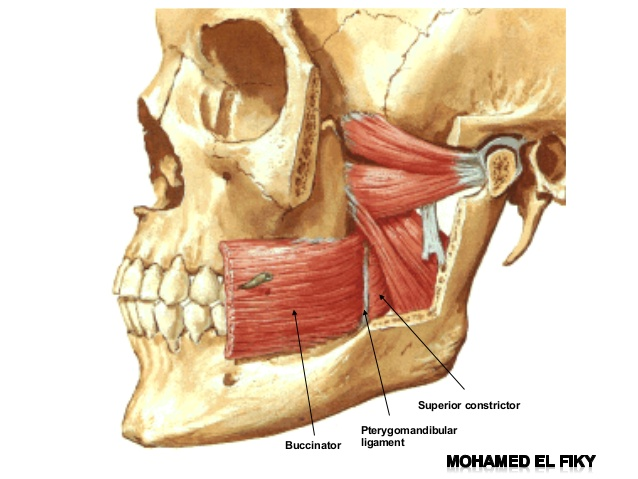 Superior constrictor
Pterygomandibular
ligament
Buccinator
MOHAMED EL FIKY